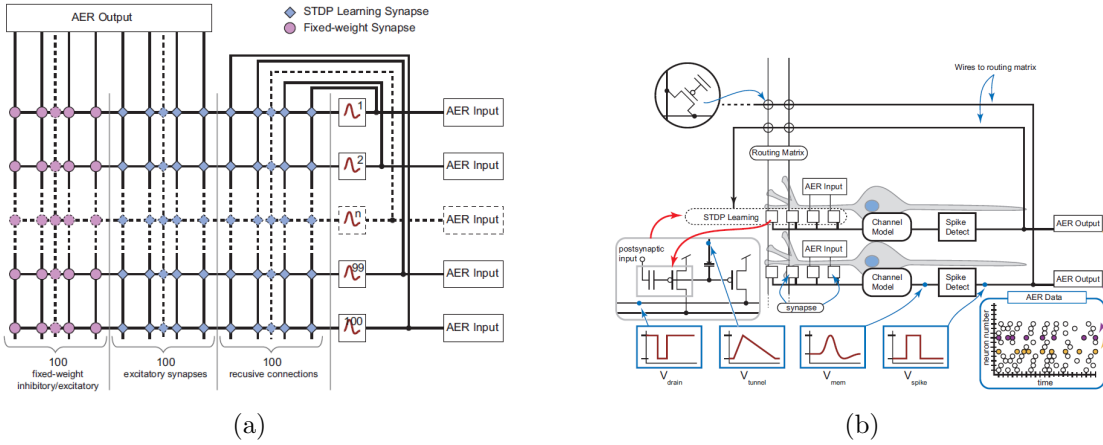 AER Output
STDP Learning Synapse
Fixed-weight Synapse
1
AER Input
2
AER Input
n
AER Input
99
AER Input
100
AER Input
100
fixed-weight
inhibitory/excitatory
100
excitatory synapses
100
recusive connections
(a)
Wires to routing matrix
Routing Matrix
AER Input
STDP Learning
Channel
Model
Spike
Detect
AER Output
postsynaptic
input
AER Input
Channel
Model
Spike
Detect
AER Output
synapse
AER Data
neuron number
time
V drain
V tunnel
V mem
V spike
(b)